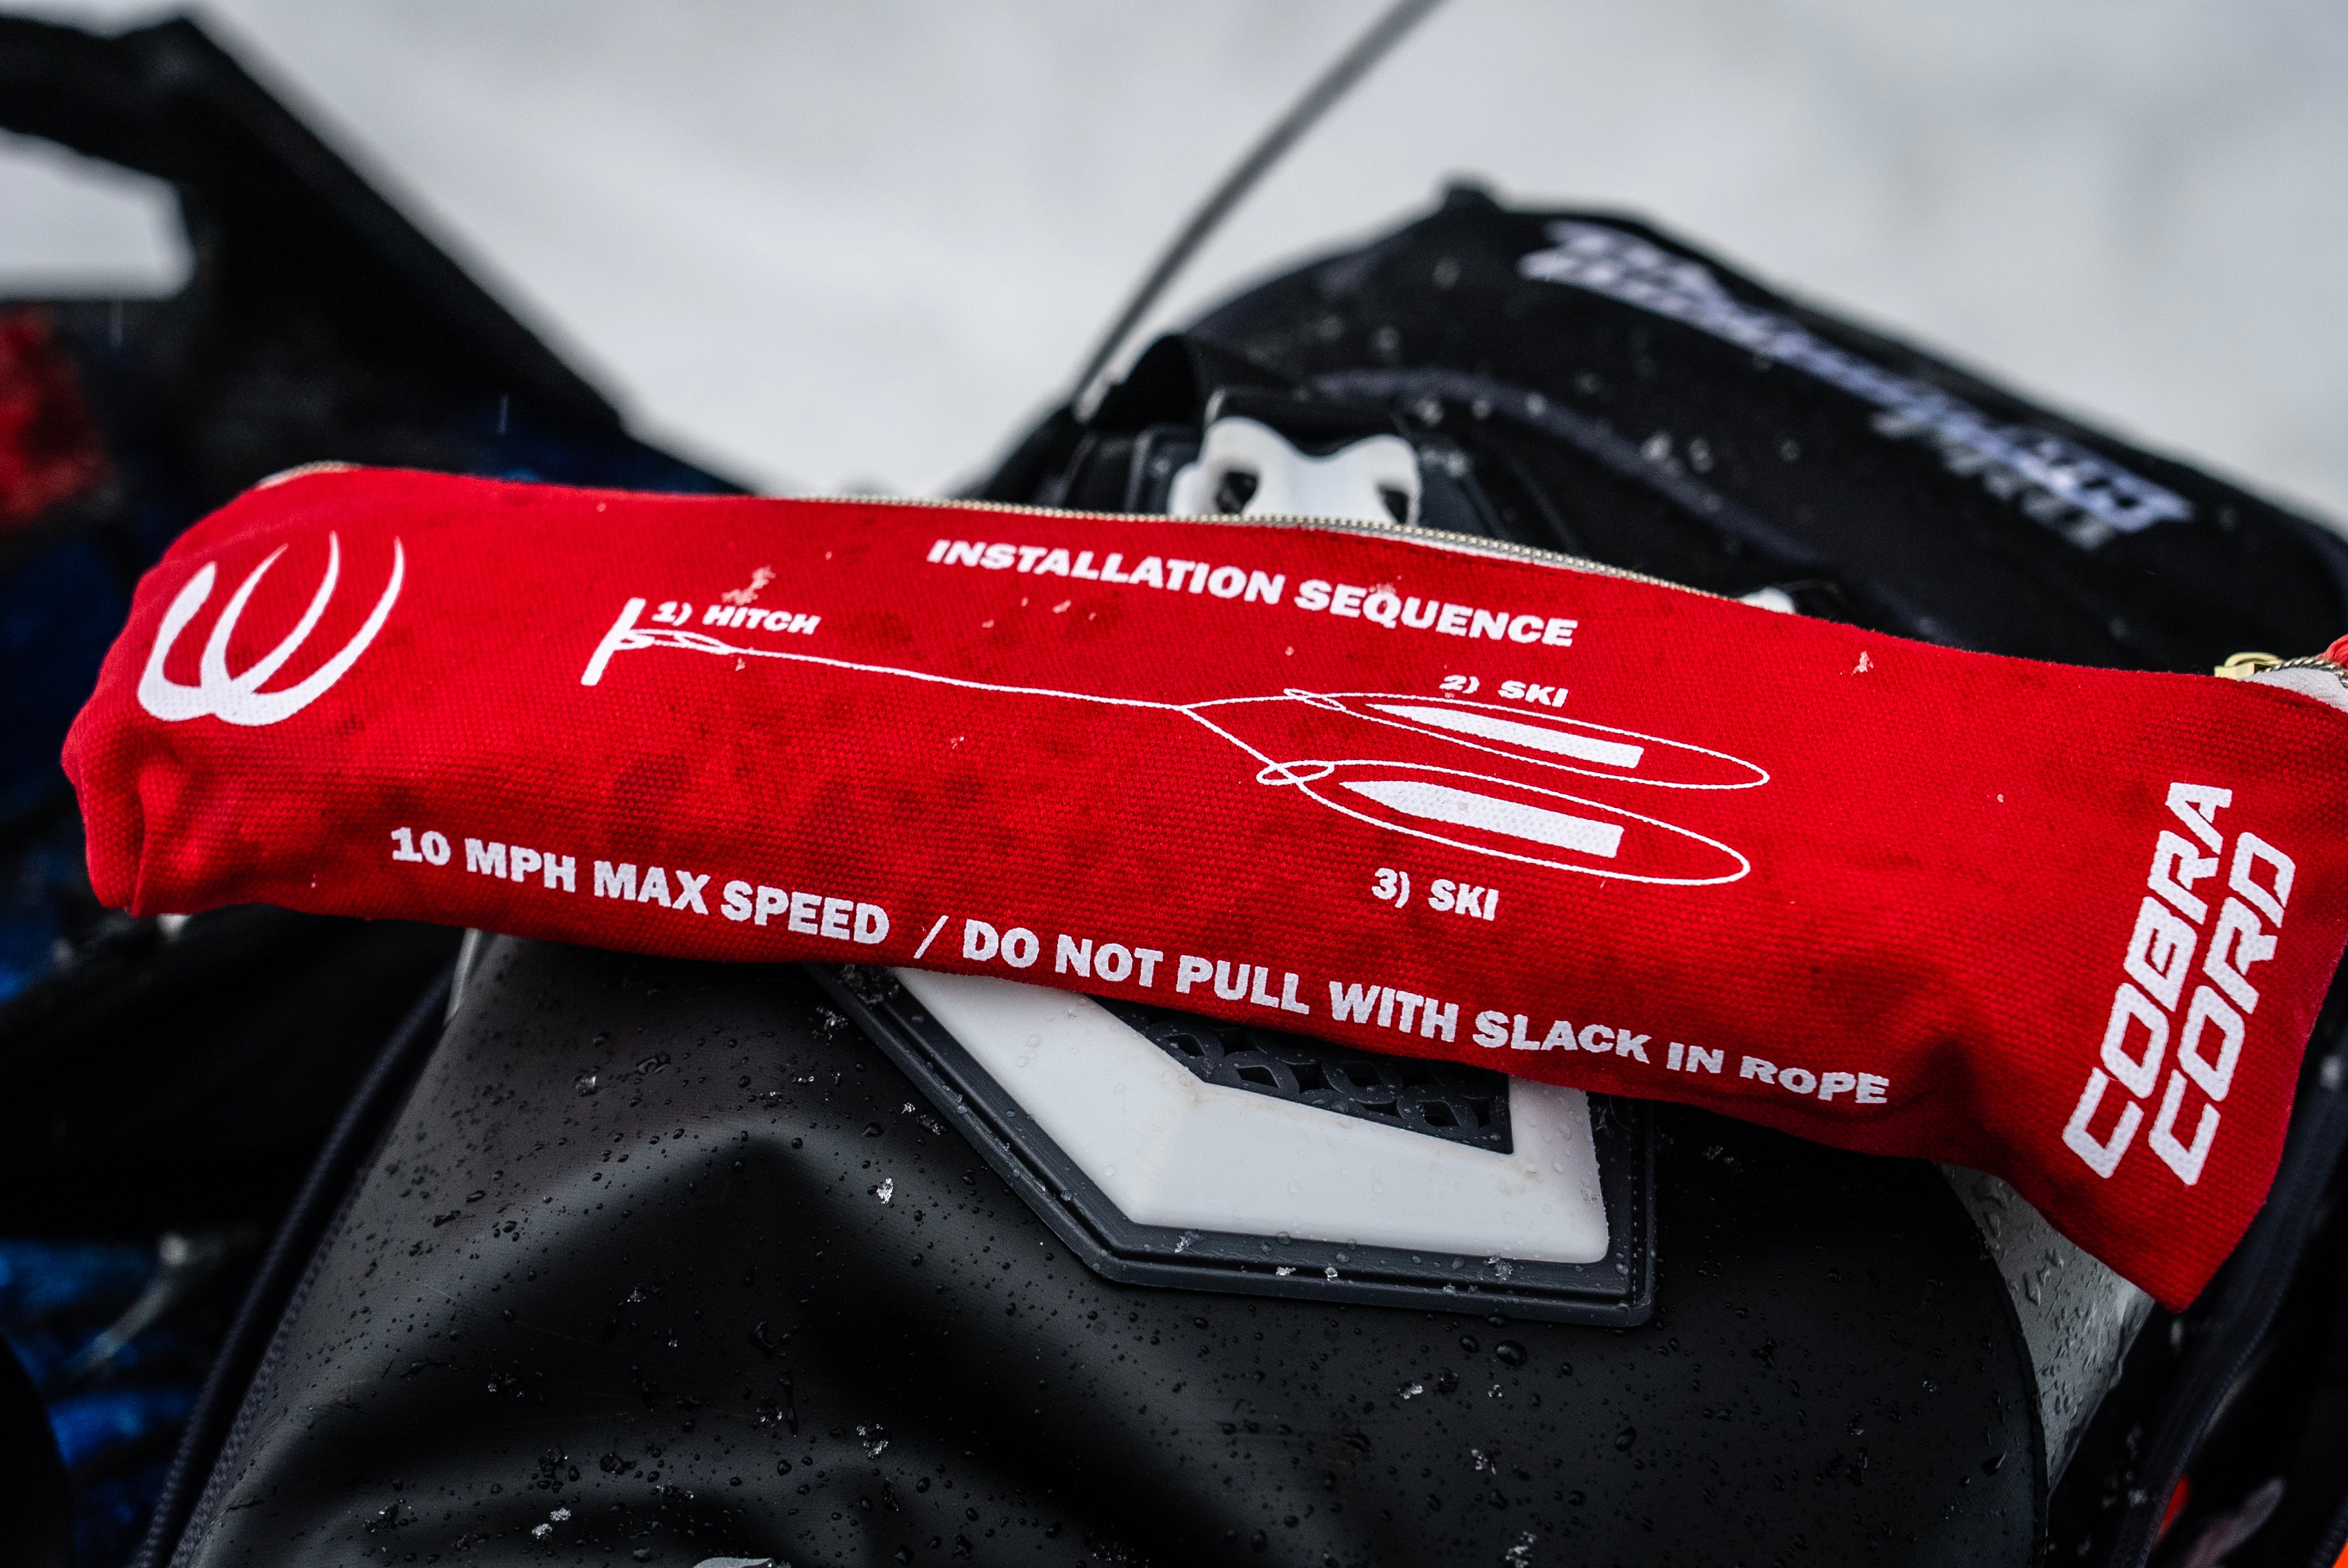 INSTALLATION SEQUENCE
1) HITCH
2) SKI
3) SKI
10 MPH MAX SPEED / DO NOT PULL WITH SLACK IN ROPE
COBRA
CORD